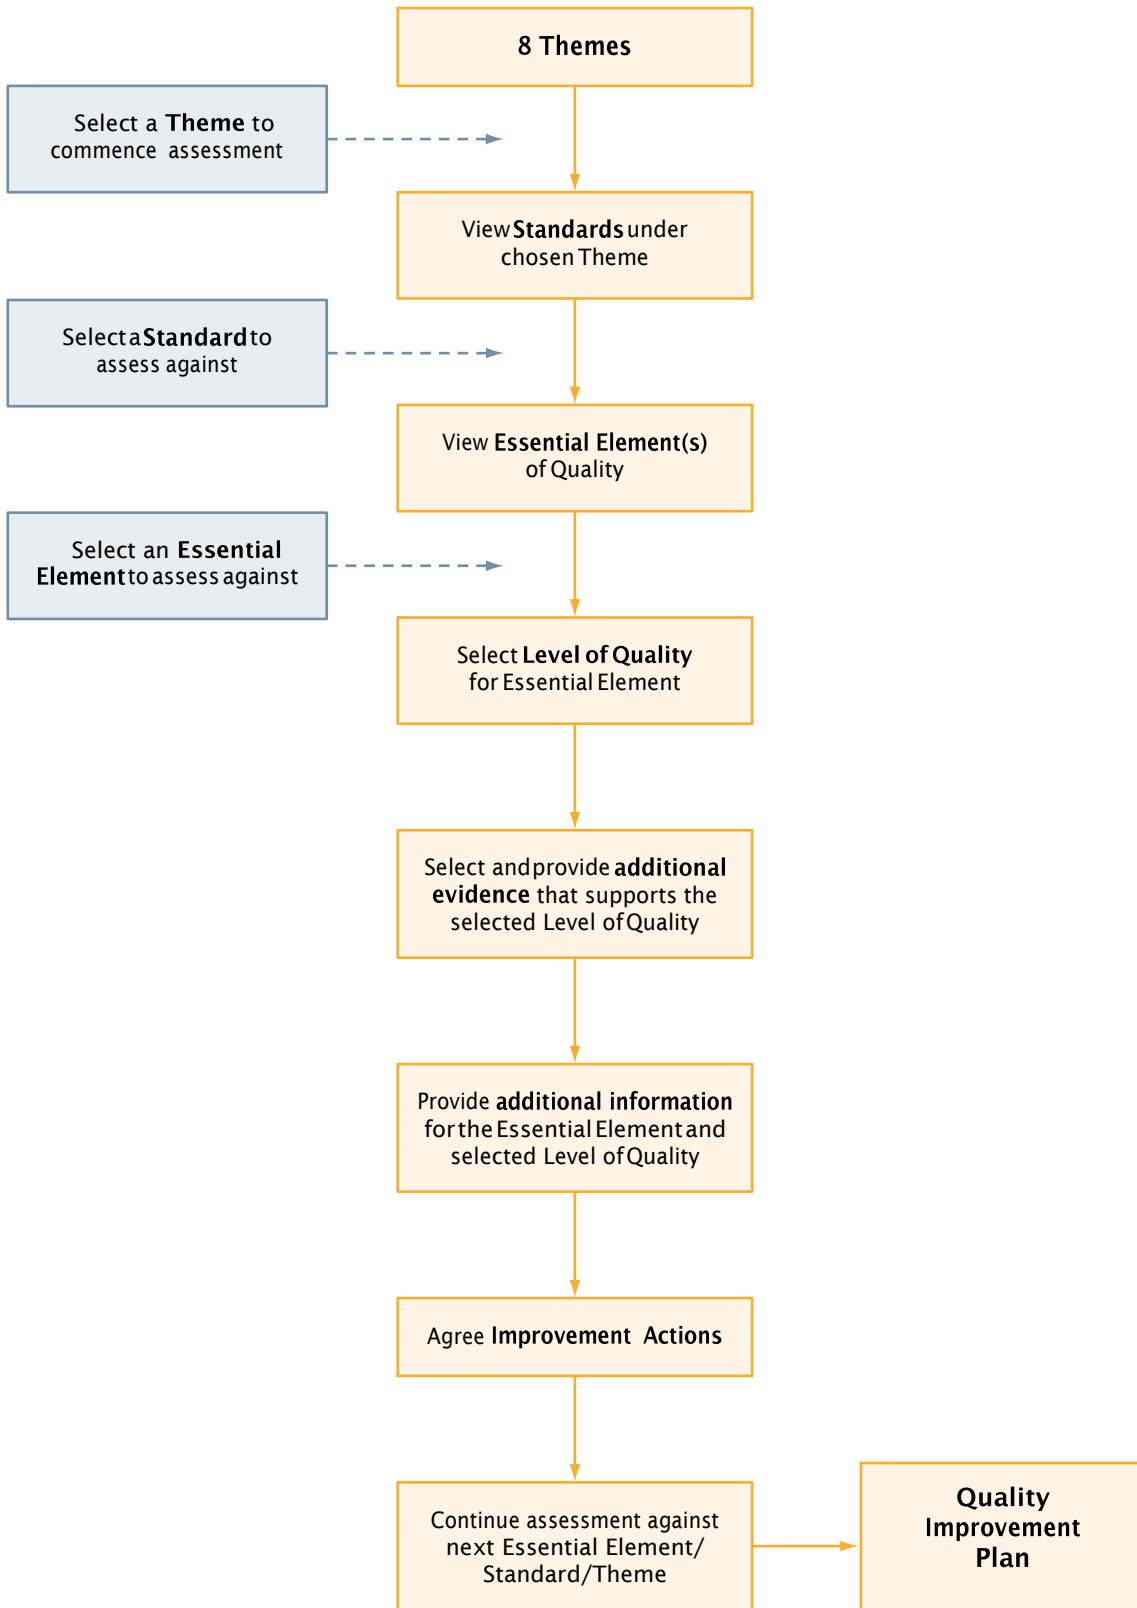 8 Themes
Select a Theme to
commence assessment
View Standards under
chosen Theme
Select a Standard to
assess against
View Essential Element(s)
of Quality
Select an Essential
Element to assess against
Select Level of Quality
for Essential Element
Select and provide additional
evidence that supports the
selected Level of Quality
Provide additional information
for the Essential Element and
selected Level of Quality
Agree Improvement Actions
Continue assessment against
next Essential Element/
Standard/Theme
Quality
Improvement
Plan